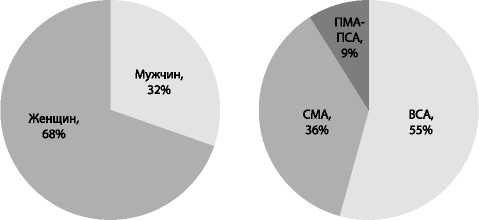 Мужчин,
32%
Женщин,
68%
ПМА-
ПСА,
9%
СМА,
36%
ВСА,
55%